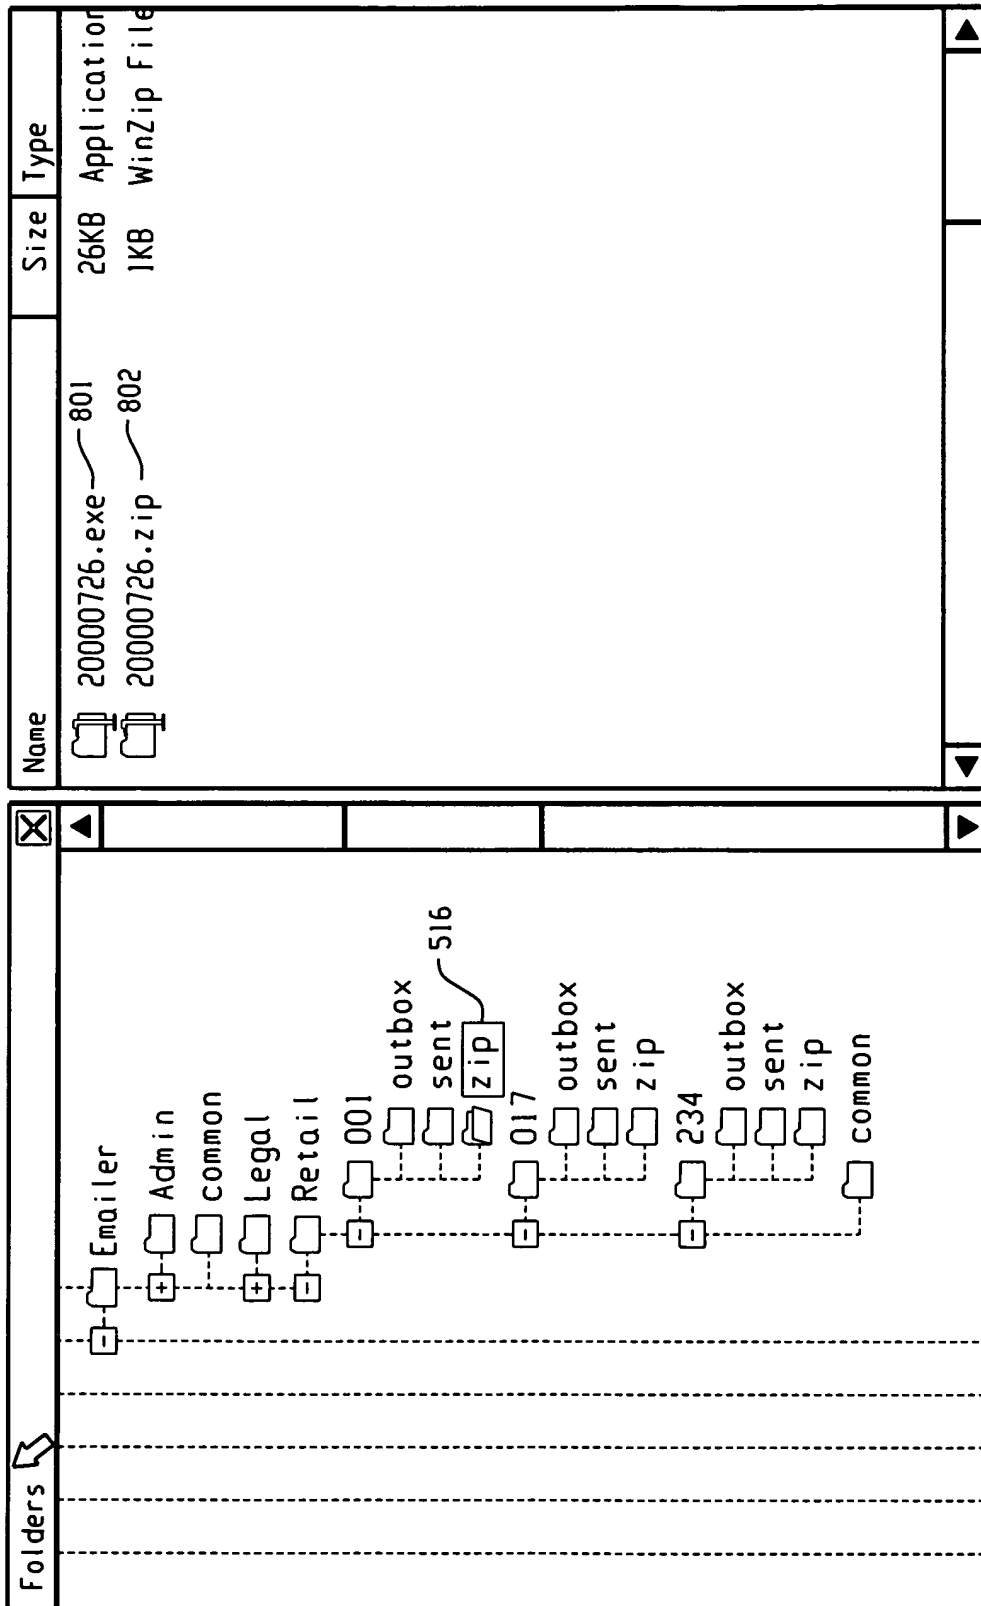 Folders
Emailer
Admin
common
Legal
Retail
001
outbox
sent
zip
516
017
outbox
sent
zip
234
outbox
sent
zip
common
Name Size Type
20000726.exe 801 26KB Application
20000726.zip 802 1KB WinZip File